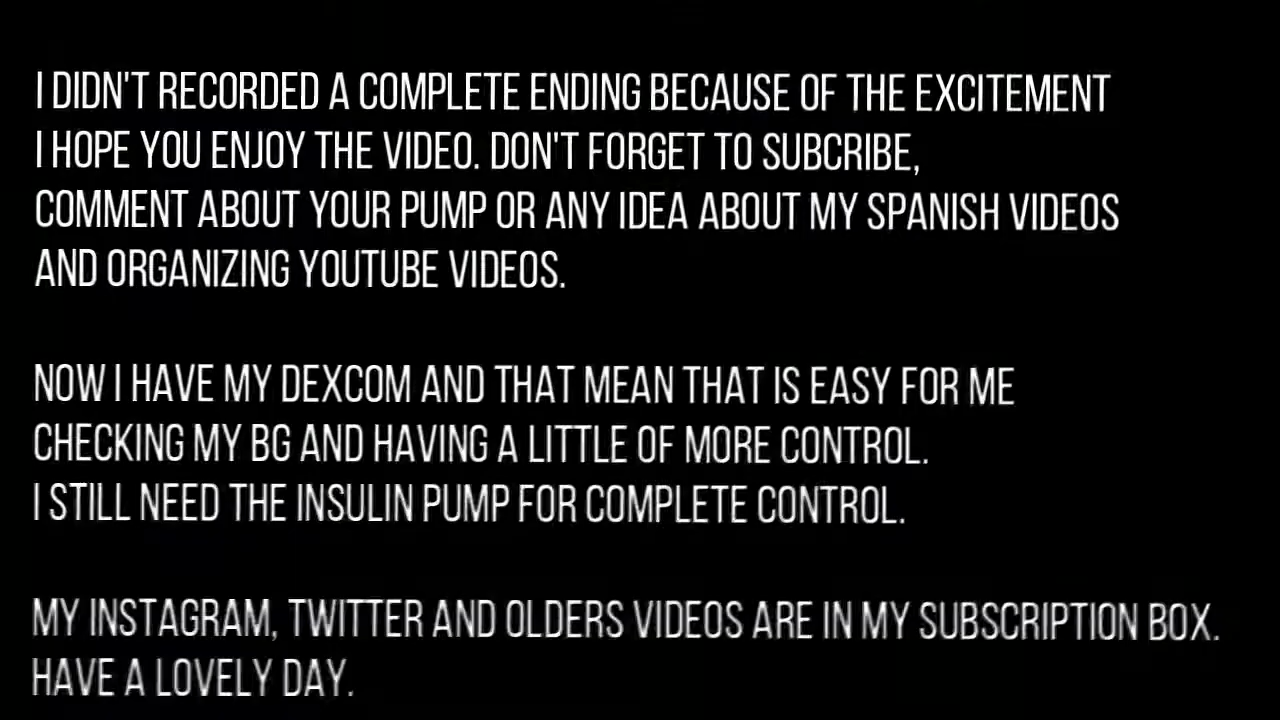 I DIDN'T RECORDED A COMPLETE ENDING BECAUSE OF THE EXCITEMENT
I HOPE YOU ENJOY THE VIDEO. DON'T FORGET TO SUBCRIBE,
COMMENT ABOUT YOUR PUMP OR ANY IDEA ABOUT MY SPANISH VIDEOS
AND ORGANIZING YOUTUBE VIDEOS.
NOW I HAVE MY DEXCOM AND THAT MEAN THAT IS EASY FOR ME
CHECKING MY BG AND HAVING A LITTLE OF MORE CONTROL.
I STILL NEED THE INSULIN PUMP FOR COMPLETE CONTROL.
MY INSTAGRAM, TWITTER AND OLDERS VIDEOS ARE IN MY SUBSCRIPTION BOX.
HAVE A LOVELY DAY.